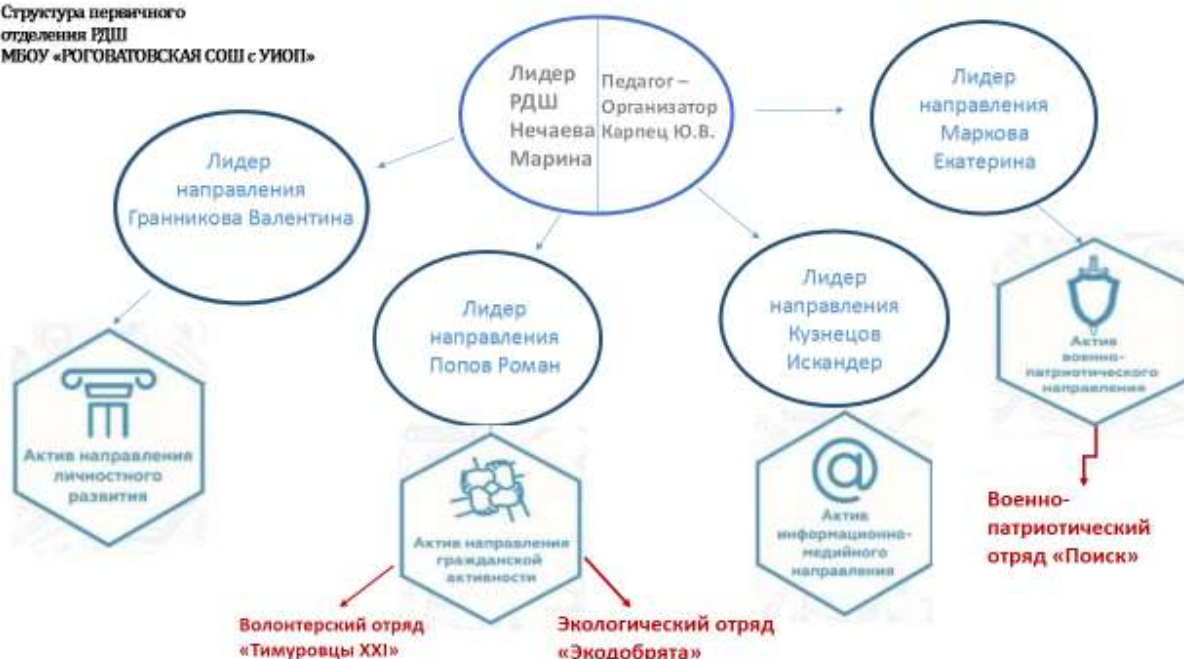 Структура первичного
отделения РДШ
МБОУ «РОГОВАТОВСКАЯ СОШ с УИОП»
Лидер
РДШ
Нечаева
Марина
Педагог –
Организатор
Карпец Ю.В.
Лидер
направления
Маркова
Екатерина
Лидер
направления
Гранникова Валентина
Лидер
направления
Попов Роман
Лидер
направления
Кузнецов
Искандер
Актив
военно-
патриотического
направления
Актив направления
личностного
развития
Актив направления
гражданской
активности
Актив
информационно-
медийного
направления
Военно-
патриотический
отряд «Поиск»
Волонтерский отряд
«Тимуровцы XXI»
Экологический отряд
«Экодобрята»